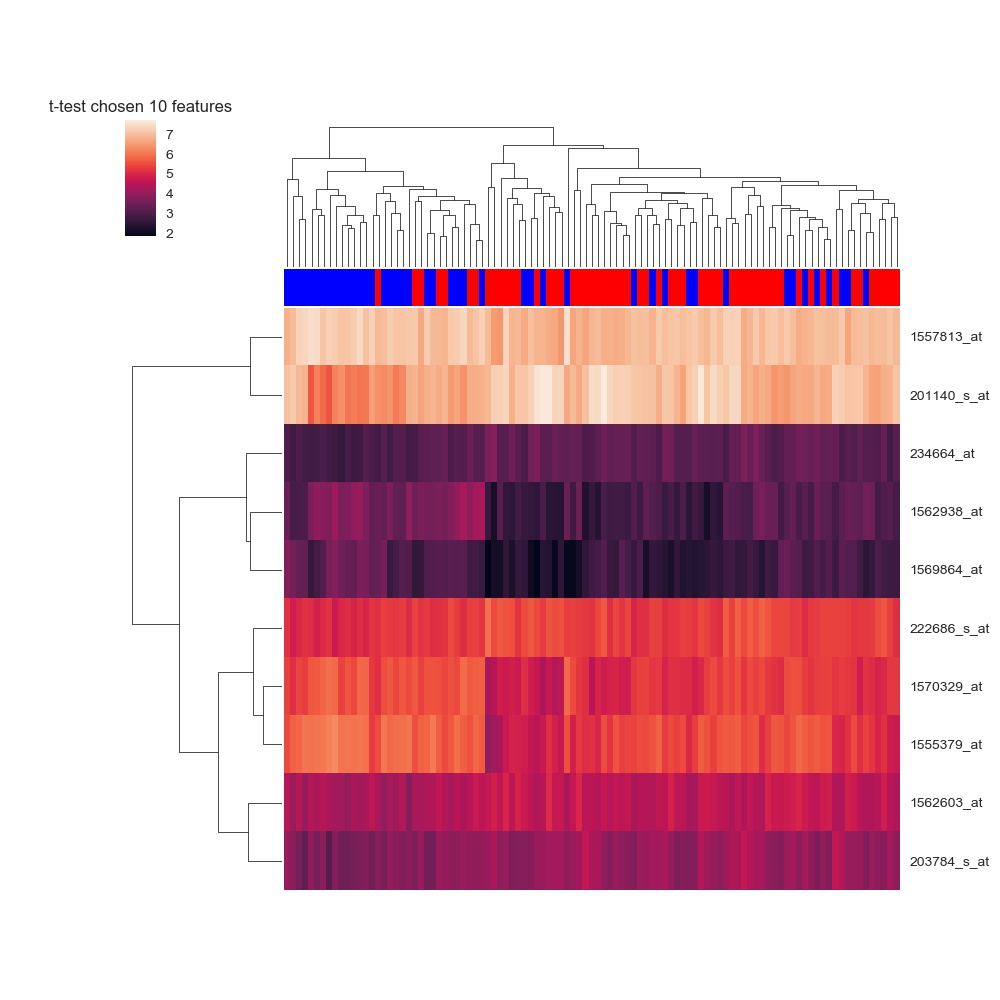 t-test chosen 10 features
7
6
5
4
3
2
1557813_at
201140_s_at
234664_at
1562938_at
1569864_at
222686_s_at
1570329_at
1555379_at
1562603_at
203784_s_at